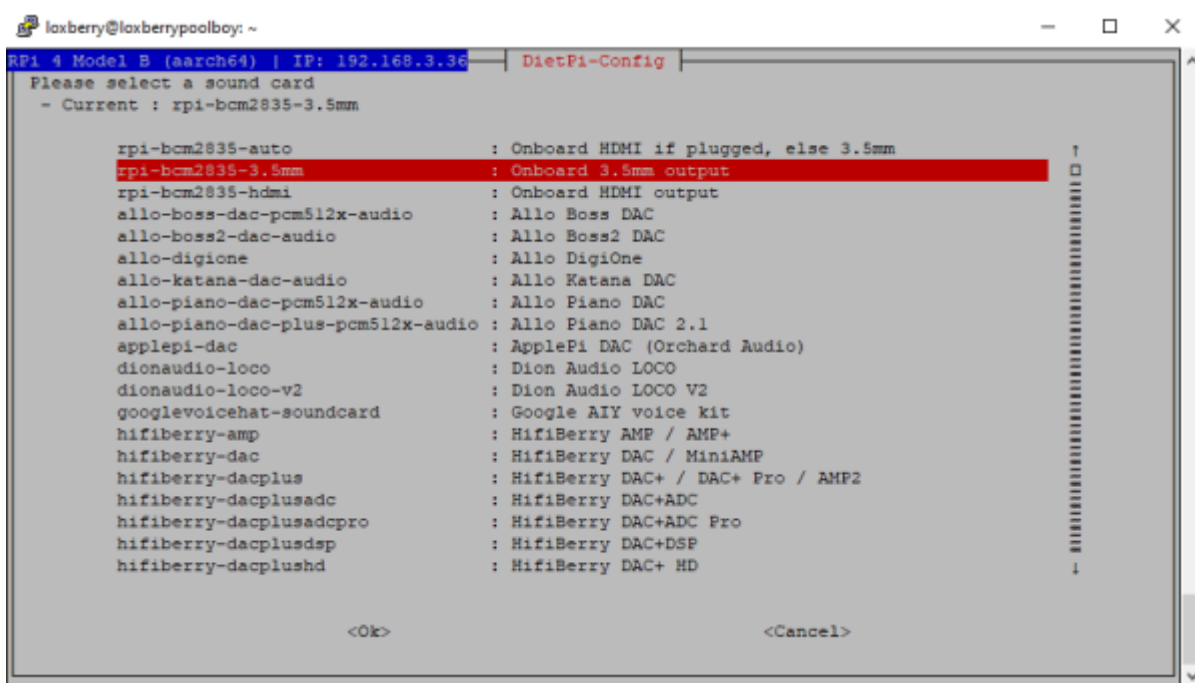 loxberry@loxberrypoolboy: ~
RPi 4 Model B (aarch64) | IP: 192.168.3.36 DietPi-Config
Please select a sound card
- Current : rpi-bcm2835-3.5mm
rpi-bcm2835-auto : Onboard HDMI if plugged, else 3.5mm
rpi-bcm2835-3.5mm : Onboard 3.5mm output
rpi-bcm2835-hdmi : Onboard HDMI output
allo-boss-dac-pcm512x-audio : Allo Boss DAC
allo-boss2-dac-audio : Allo Boss2 DAC
allo-digione : Allo DigiOne
allo-katana-dac-audio : Allo Katana DAC
allo-piano-dac-pcm512x-audio : Allo Piano DAC
allo-piano-dac-plus-pcm512x-audio : Allo Piano DAC 2.1
applepi-dac : ApplePi DAC (Orchard Audio)
dionaudio-loco : Dion Audio LOCO
dionaudio-loco-v2 : Dion Audio LOCO V2
googlevoicehat-soundcard : Google AIY voice kit
hifiberry-amp : HifiBerry AMP / AMP+
hifiberry-dac : HifiBerry DAC / MiniAMP
hifiberry-dacplus : HifiBerry DAC+ / DAC+ Pro / AMP2
hifiberry-dacplusadc : HifiBerry DAC+ADC
hifiberry-dacplusadcpro : HifiBerry DAC+ADC Pro
hifiberry-dacplusdsp : HifiBerry DAC+DSP
hifiberry-dacplushd : HifiBerry DAC+ HD
<Ok> <Cancel>